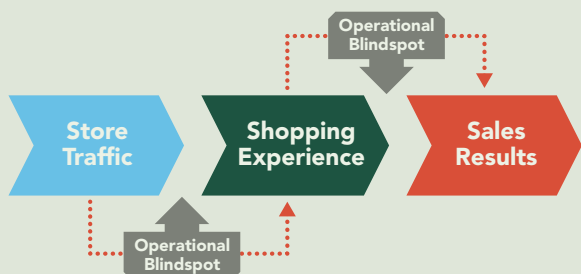 Operational
Blindspot
Store
Traffic
Shopping
Experience
Sales
Results
Operational
Blindspot